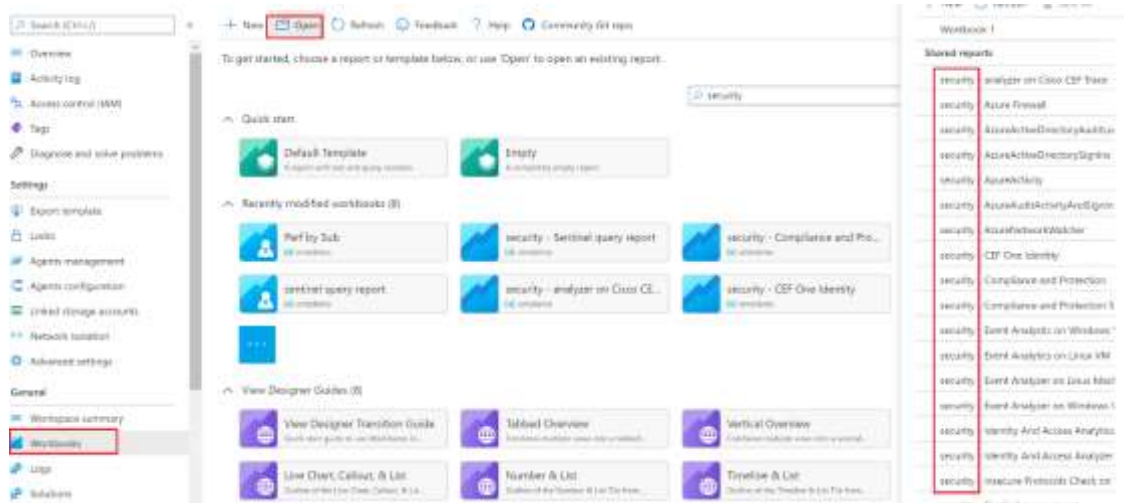 Search (Ctrl+/)
Overview
Activity log
Access control (IAM)
Tags
Diagnose and solve problems
Settings
Export template
Locks
Agents management
Agents configuration
Linked storage accounts
Network Isolation
Advanced settings
General
Workspace summary
Workbooks
Logs
Solutions
New Open Refresh Feedback ? Help Community Git repo
To get started, choose a report or template below, or use 'Open' to open an existing report.
security
Quick start
Default Template
Empty
A completely empty report.
Recently modified workbooks (8)
Perf by Sub
security - Sentinel query report
security - Compliance and Pro...
sentinel query report
security - analyzer on Cisco CE...
security - CEF One Identity
...
View Designer Guides (8)
View Designer Transition Guide
Tabbed Overview
Vertical Overview
Line Chart, Callout, & List
Number & List
Timeline & List
Workbook 1
Shared reports
security analyzer on Cisco CEF Trace
security Azure Firewall
security AzureActiveDirectoryAuditLo
security AzureActiveDirectorySignIns
security AzureActivity
security AzureAuditActivityAndSignin
security AzureNetworkWatcher
security CEF One Identity
security Compliance and Protection
security Compliance and Protection
security Event Analytics on Windows
security Event Analytics on Linux VM
security Event Analyzer on Linux
security Event Analyzer on Windows
security Identity And Access Analytics
security Identity And Access Analyzer
security Insecure Protocols Check on